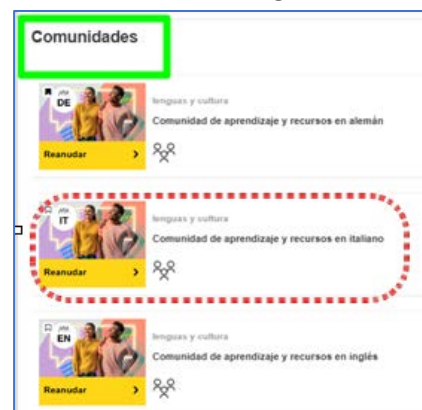 Comunidades
DE
lenguas y cultura
Comunidad de aprendizaje y recursos en alemán
Reanudar >
IT
lenguas y cultura
Comunidad de aprendizaje y recursos en italiano
Reanudar >
EN
lenguas y cultura
Comunidad de aprendizaje y recursos en inglés
Reanudar >